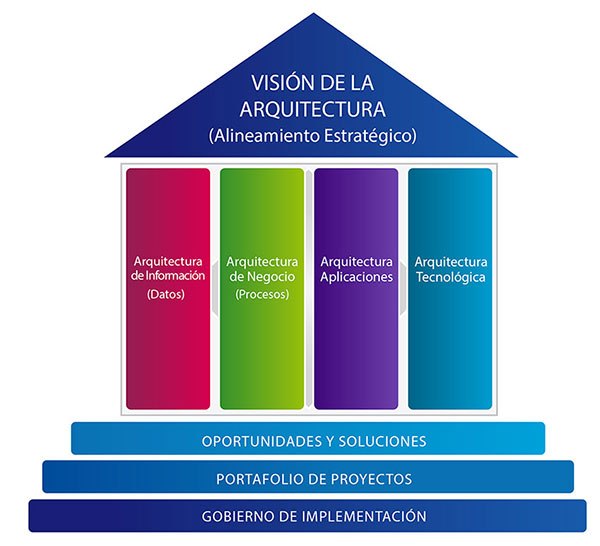 VISIÓN DE LA
ARQUITECTURA
(Alineamiento Estratégico)
Arquitectura
de Información
(Datos)
Arquitectura
de Negocio
(Procesos)
Arquitectura
Aplicaciones
Arquitectura
Tecnológica
OPORTUNIDADES Y SOLUCIONES
PORTAFOLIO DE PROYECTOS
GOBIERNO DE IMPLEMENTACIÓN